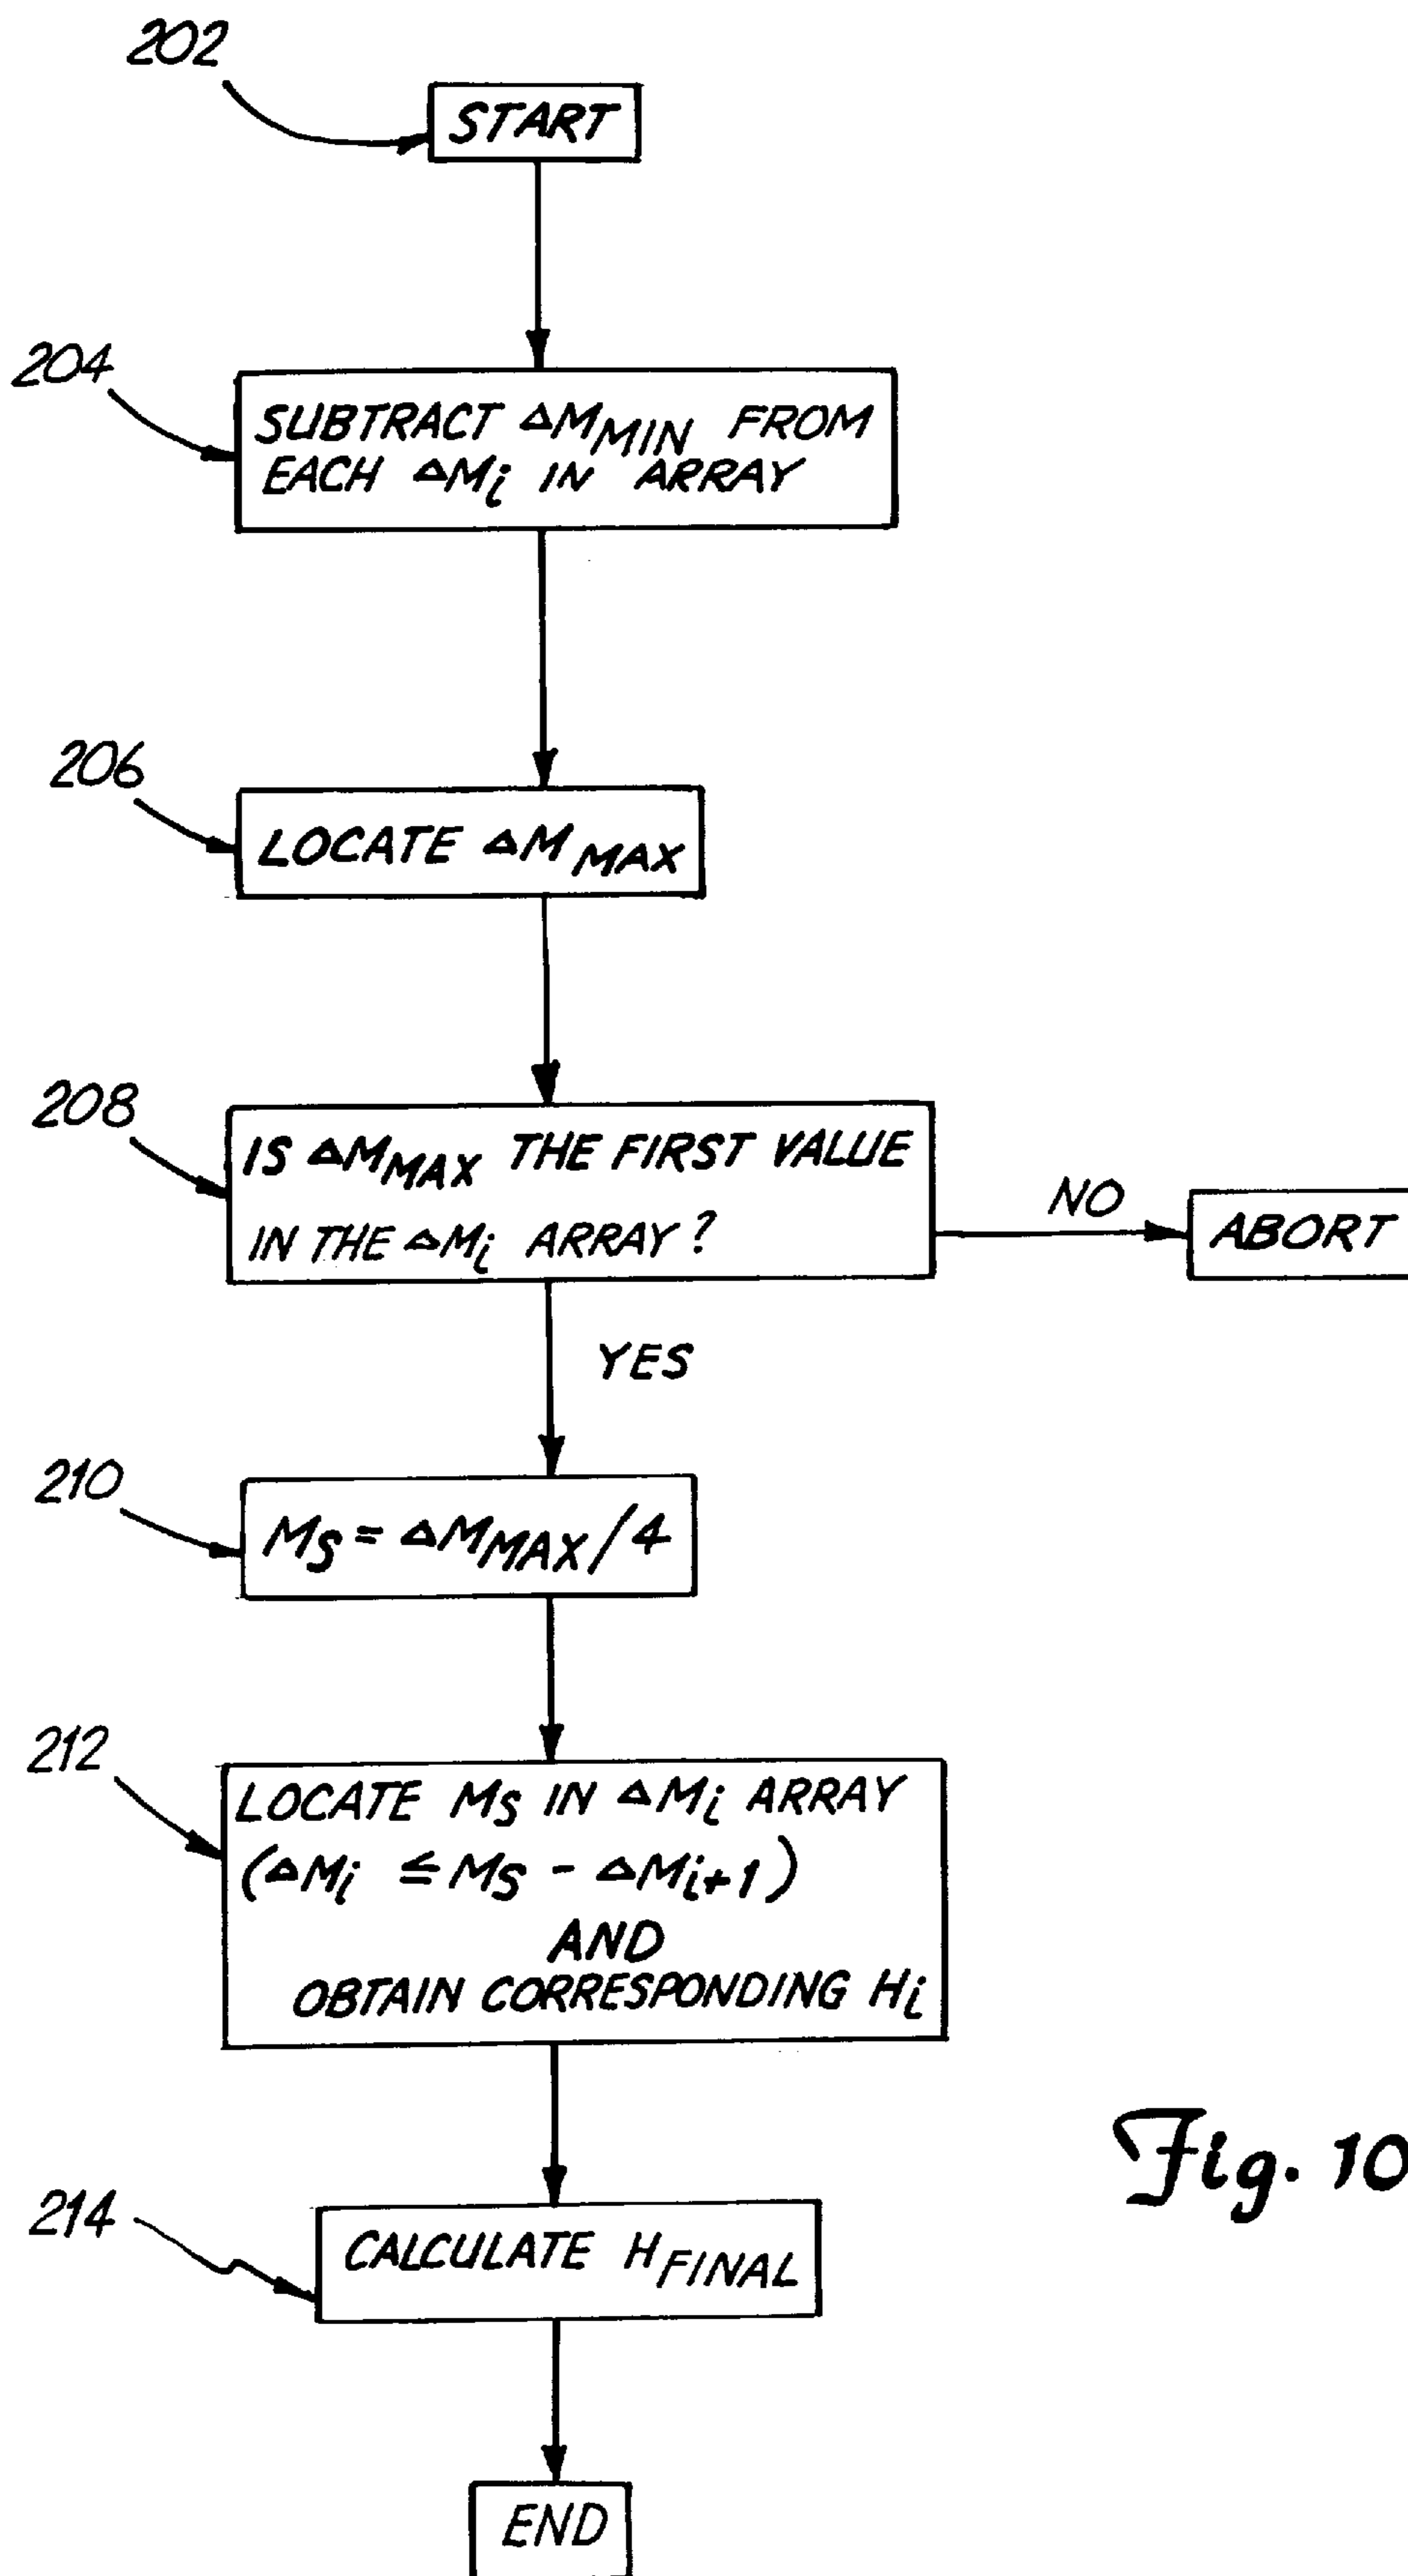 202
START
204
SUBTRACT ΔM_MIN FROM
EACH ΔM_i IN ARRAY
206
LOCATE ΔM_MAX
208
IS ΔM_MAX THE FIRST VALUE
IN THE ΔM_i ARRAY?
NO
ABORT
YES
210
M_S = ΔM_MAX/4
212
LOCATE M_S IN ΔM_i ARRAY
(ΔM_i ≤ M_S - ΔM_i+1)
AND
OBTAIN CORRESPONDING H_i
214
CALCULATE H_FINAL
END
Fig. 10